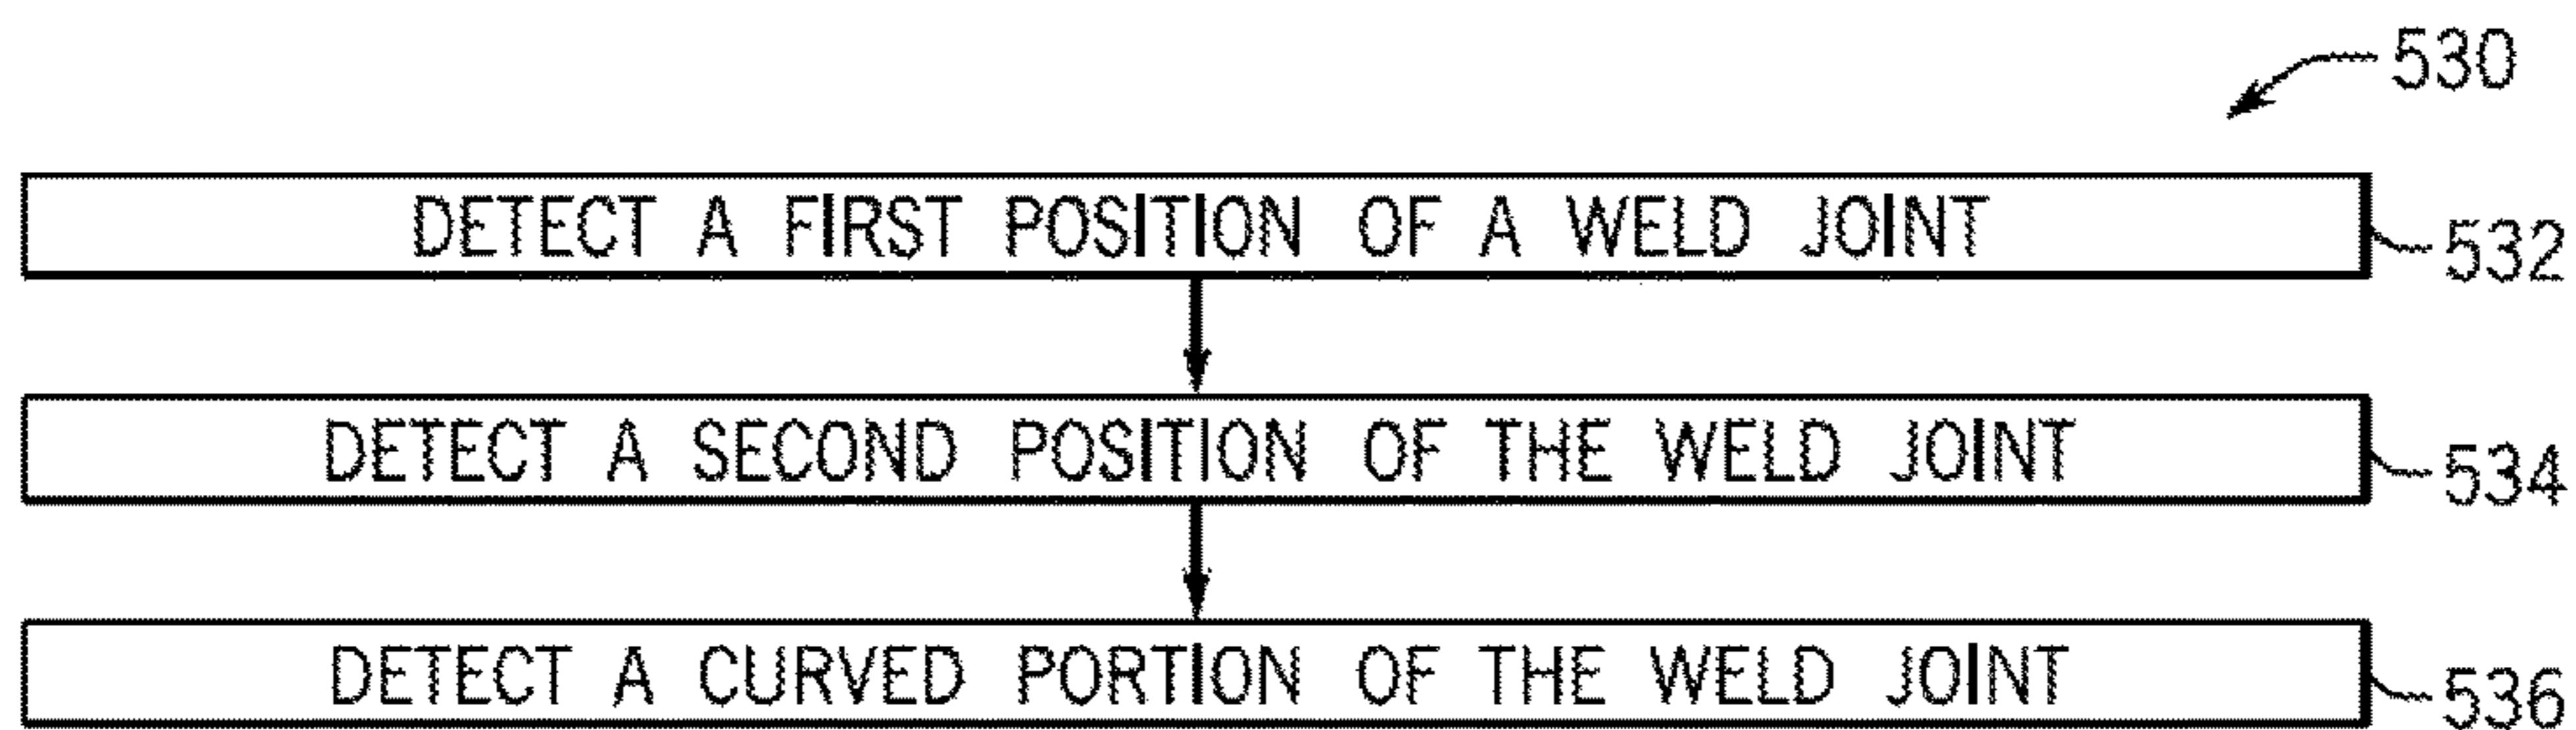 530
DETECT A FIRST POSITION OF A WELD JOINT
532
DETECT A SECOND POSITION OF THE WELD JOINT
534
DETECT A CURVED PORTION OF THE WELD JOINT
536